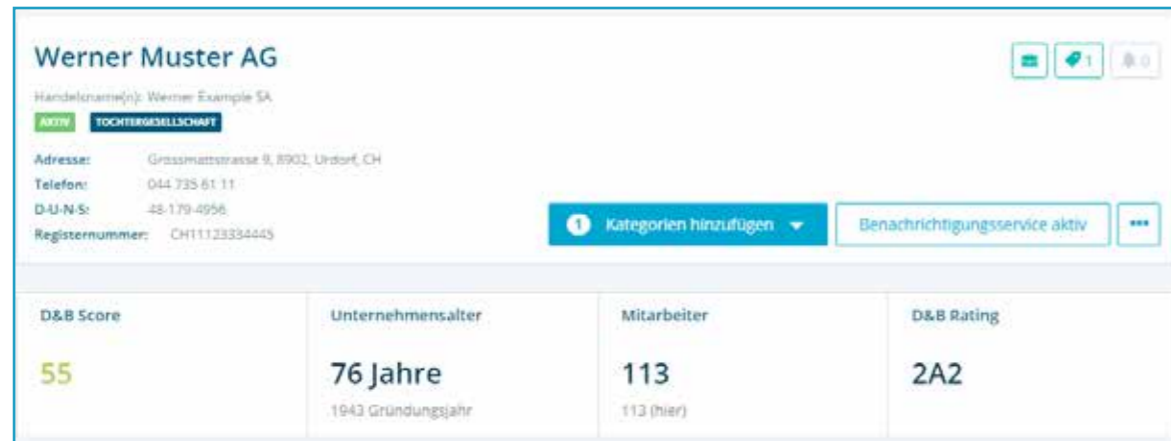 Werner Muster AG
1
0
Handelsname(n): Werner Example SA
AKTIV TOCHTERGESELLSCHAFT
Adresse: Grossmattstrasse 9, 8902, Urdorf, CH
Telefon: 044 735 61 11
D-U-N-S: 48-179-4956
Registernummer: CH11123334445
1 Kategorien hinzufügen
Benachrichtigungsservice aktiv
D&B Score
55
Unternehmensalter
76 Jahre
1943 Gründungsjahr
Mitarbeiter
113
113 (hier)
D&B Rating
2A2